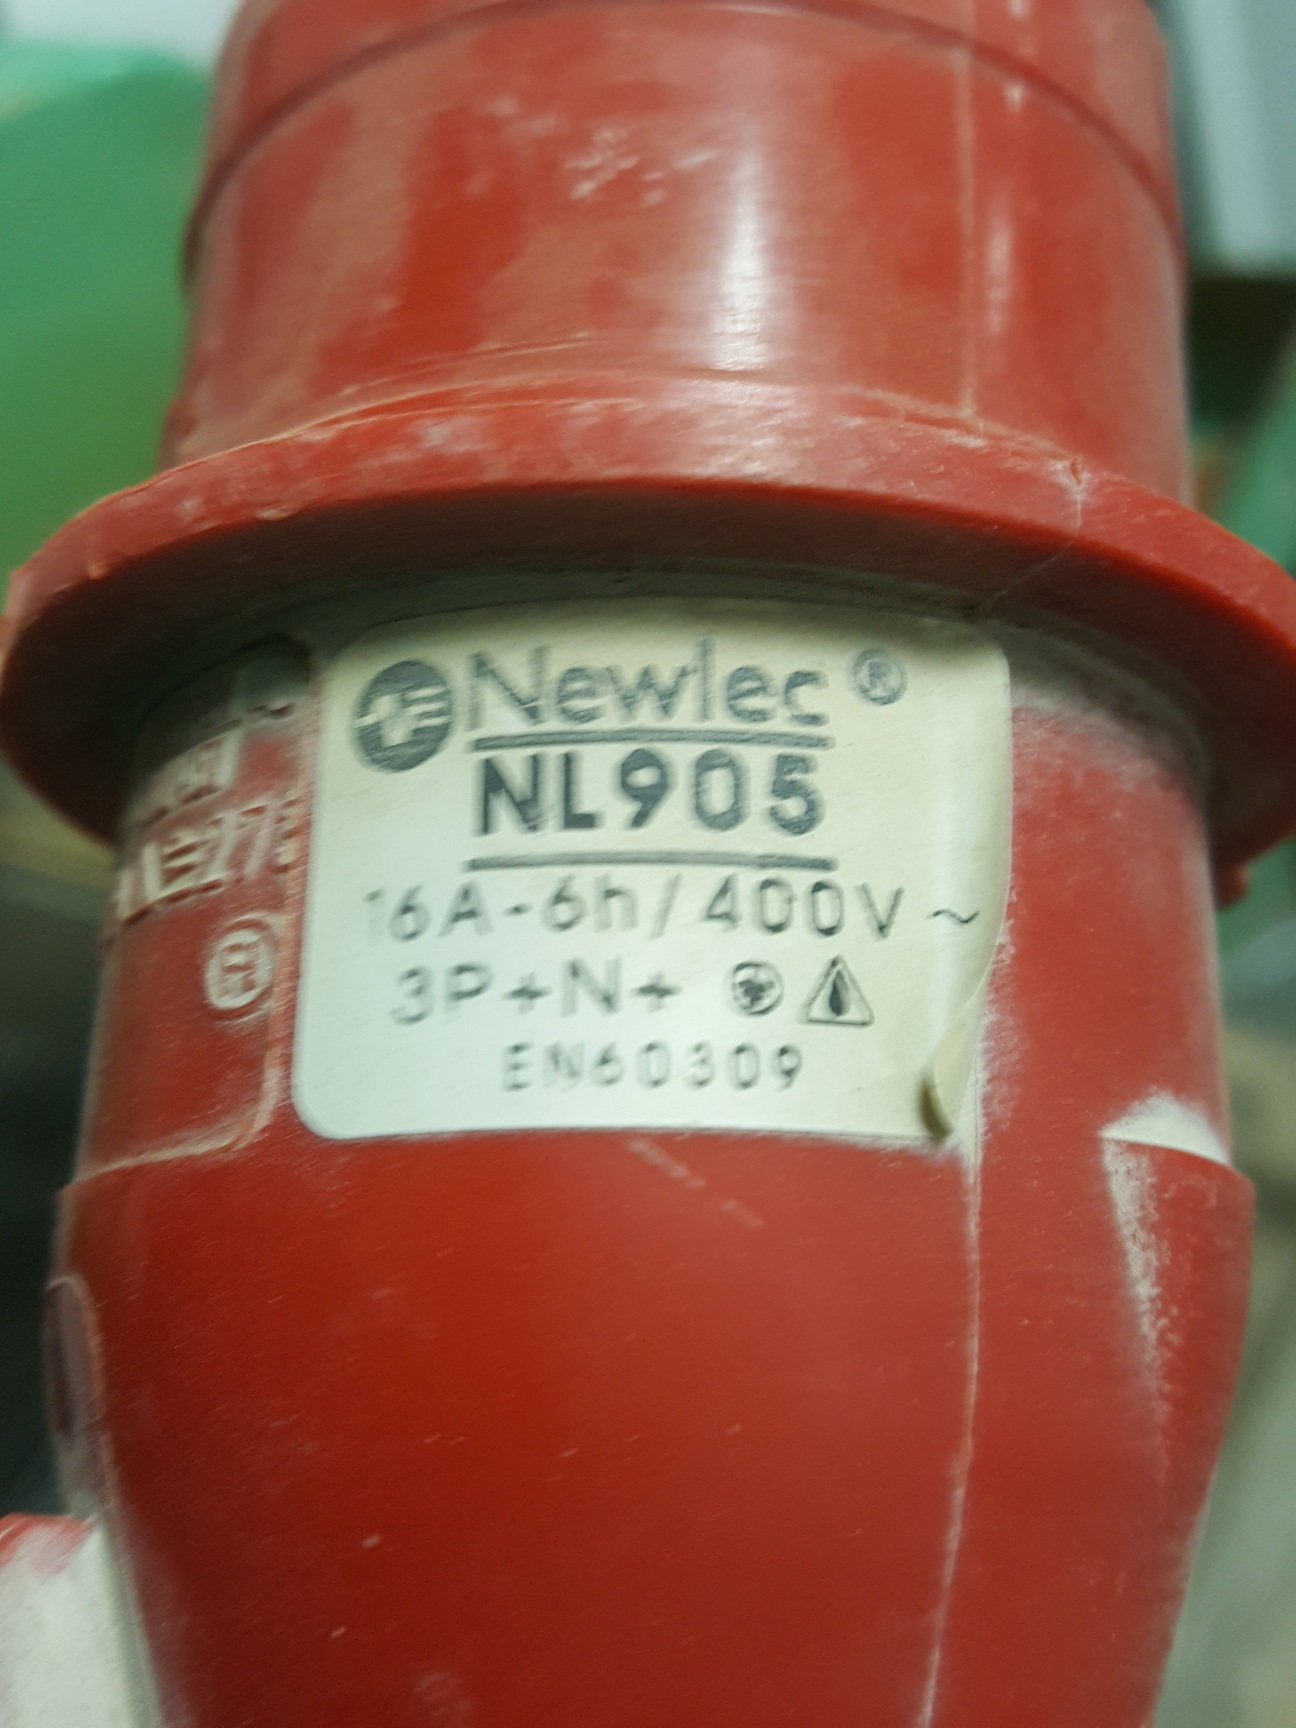 Newlec ®
NL905
16A-6h/400V ~
3P+N+
EN60309
®